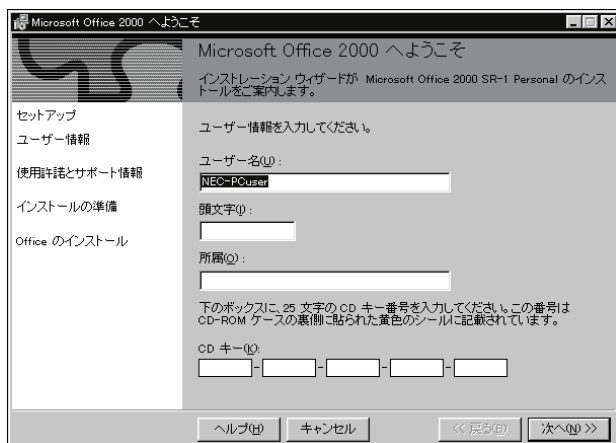 Microsoft Office 2000 へようこそ
Microsoft Office 2000 へようこそ
インストレーション ウィザードが Microsoft Office 2000 SR-1 Personal のインス
トールをご案内します。
セットアップ
ユーザー情報
使用許諾とサポート情報
インストールの準備
Office のインストール
ユーザー情報を入力してください。
ユーザー名(U):
NEC-PCuser
頭文字(I):
所属(O):
下のボックスに、25 文字の CD キー番号を入力してください。この番号は
CD-ROM ケースの裏側に貼られた黄色のシールに記載されています。
CD キー(K):
- - - -
ヘルプ(H)
キャンセル
<< 戻る(B)
次へ(N) >>